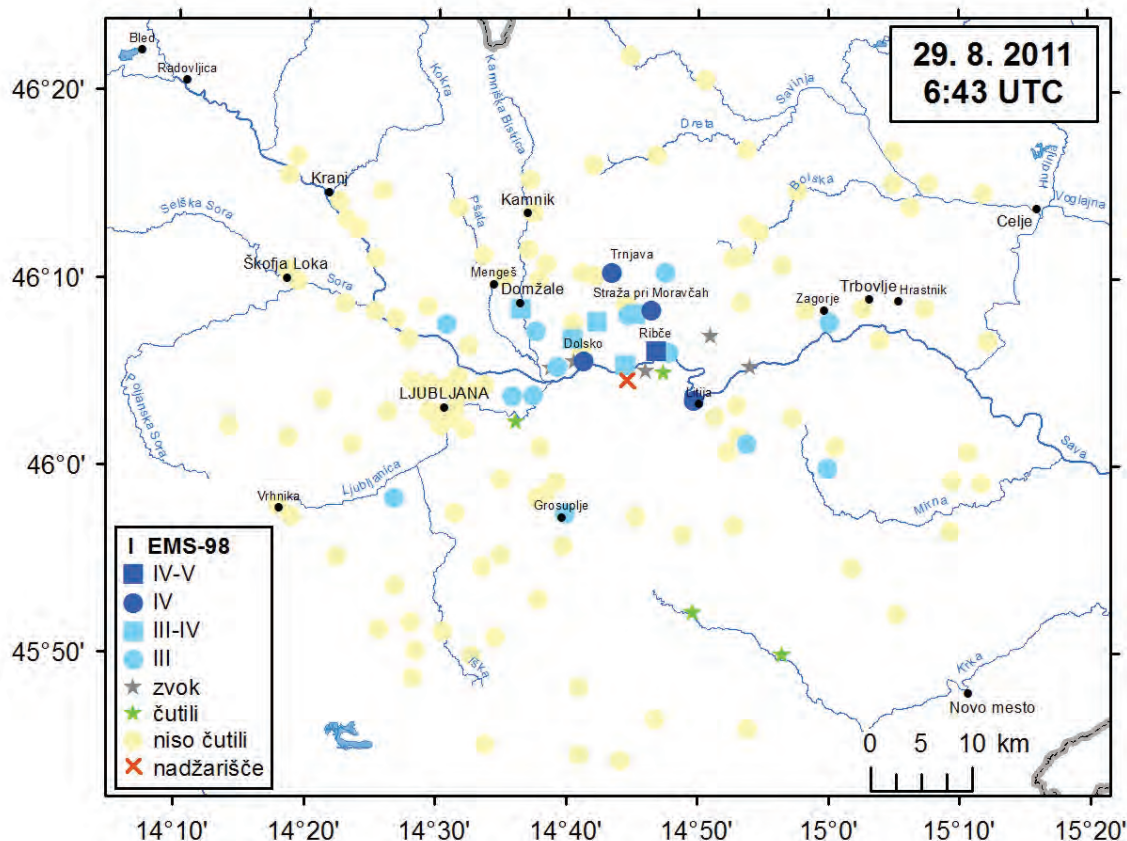 29. 8. 2011
6:43 UTC
46°20'
46°10'
46°0'
45°50'
Bled
Radovljica
Kokra
Kamniška Bistrica
Savinja
Dreta
Hudinja
Bolska
Voglajna
Kranj
Pšata
Kamnik
Celje
Selška Sora
Škofja Loka
Sora
Mengeš
Domžale
Trnjava
Straža pri Moravčah
Trbovlje
Zagorje
Hrastnik
Ribče
Dolsko
Poljanska Sora
LJUBLJANA
Litija
Sava
Ljubljanica
Vrhnika
Grosuplje
Mirna
Iška
Krka
Novo mesto
I EMS-98
IV-V
IV
III-IV
III
zvok
čutili
niso čutili
nadžarišče
0 5 10 km
14°10' 14°20' 14°30' 14°40' 14°50' 15°0' 15°10' 15°20'